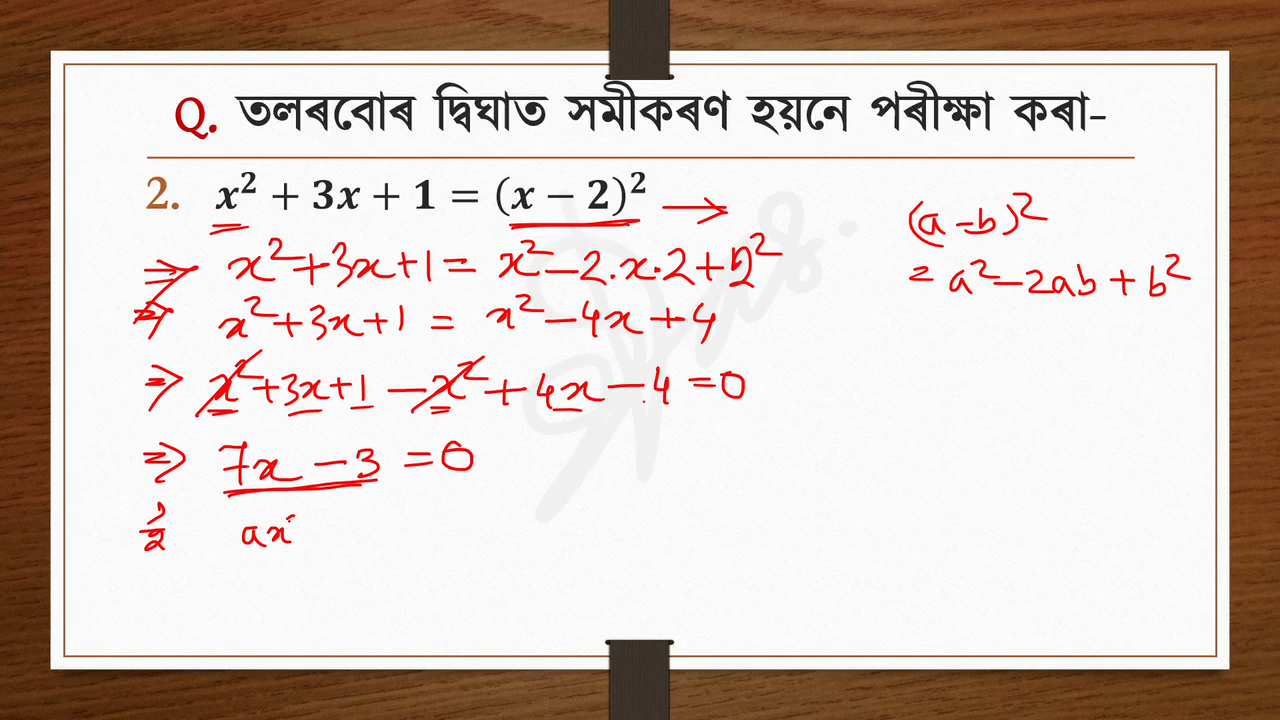 Q. তলৰবোৰ দ্বিঘাত সমীকৰণ হয়নে পৰীক্ষা কৰা-
2. x² + 3x + 1 = (x − 2)² →
(a-b)²
⇒ x²+3x+1 = x²-2.x.2+2²
= a²-2ab+b²
⇒ x²+3x+1 = x²-4x+4
⇒ x²+3x+1 -x²+4x-4 =0
⇒ 7x-3 =0
ax